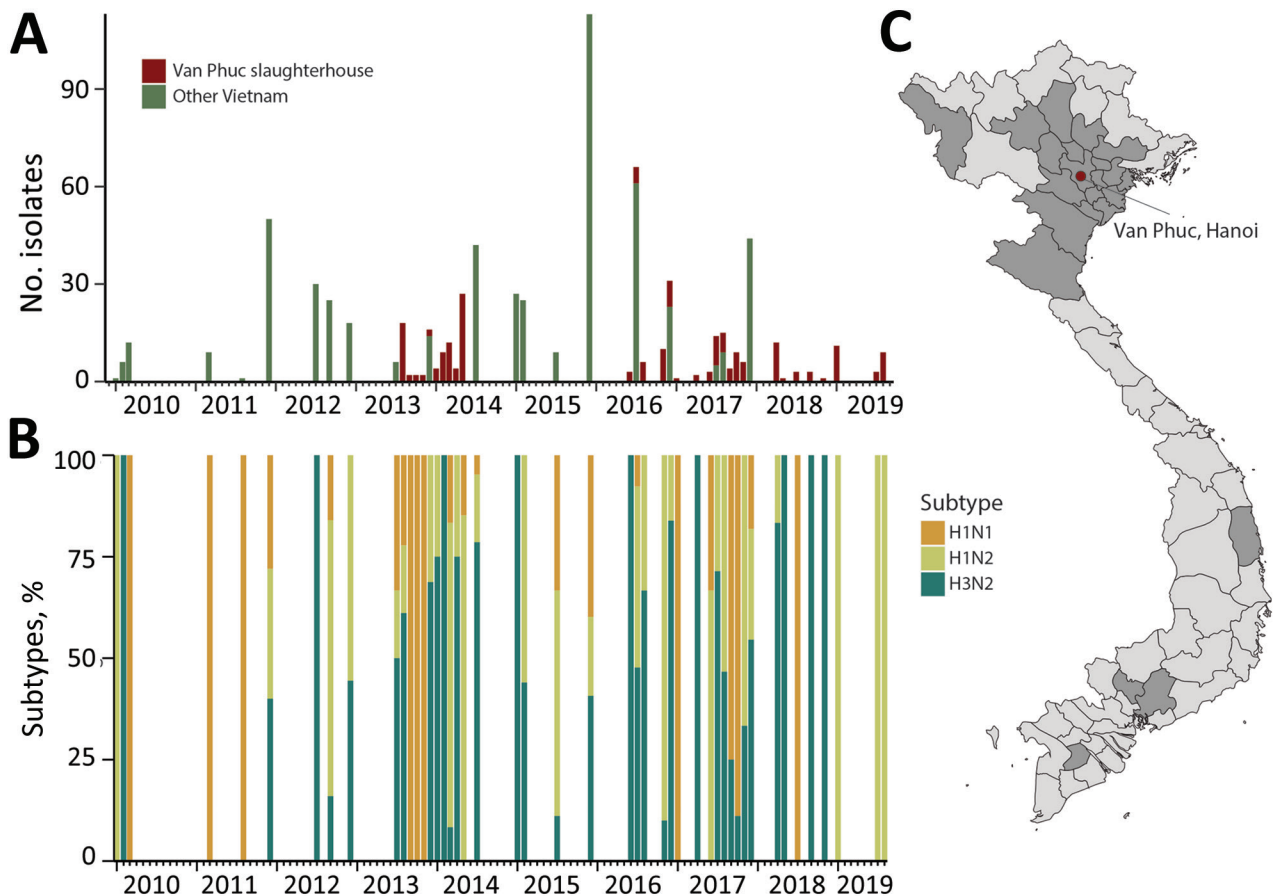 A
Van Phuc slaughterhouse
Other Vietnam
No. isolates
90
60
30
0
2010 2011 2012 2013 2014 2015 2016 2017 2018 2019
B
Subtypes, %
100
75
50
25
0
2010 2011 2012 2013 2014 2015 2016 2017 2018 2019
Subtype
H1N1
H1N2
H3N2
C
Van Phuc, Hanoi